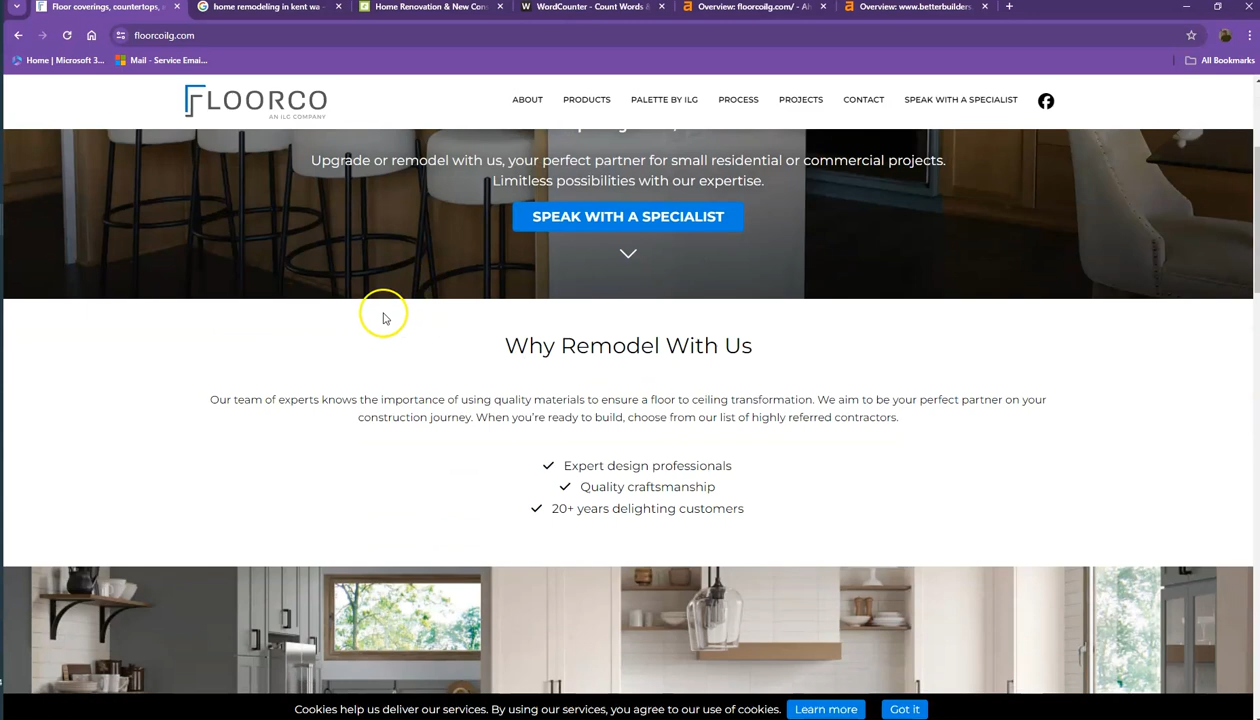 Floor coverings, countertops,
home remodeling in kent wa -
Home Renovation & New Con
WordCounter - Count Words &
Overview: floorcoilg.com/ - Ah
Overview: www.betterbuilders
floorcoilg.com
Home | Microsoft 3...
Mail - Service Email...
All Bookmarks
FLOORCO
AN ILG COMPANY
ABOUT
PRODUCTS
PALETTE BY ILG
PROCESS
PROJECTS
CONTACT
SPEAK WITH A SPECIALIST
Upgrade or remodel with us, your perfect partner for small residential or commercial projects.
Limitless possibilities with our expertise.
SPEAK WITH A SPECIALIST
Why Remodel With Us
Our team of experts knows the importance of using quality materials to ensure a floor to ceiling transformation. We aim to be your perfect partner on your
construction journey. When you're ready to build, choose from our list of highly referred contractors.
Expert design professionals
Quality craftsmanship
20+ years delighting customers
Cookies help us deliver our services. By using our services, you agree to our use of cookies.
Learn more
Got it